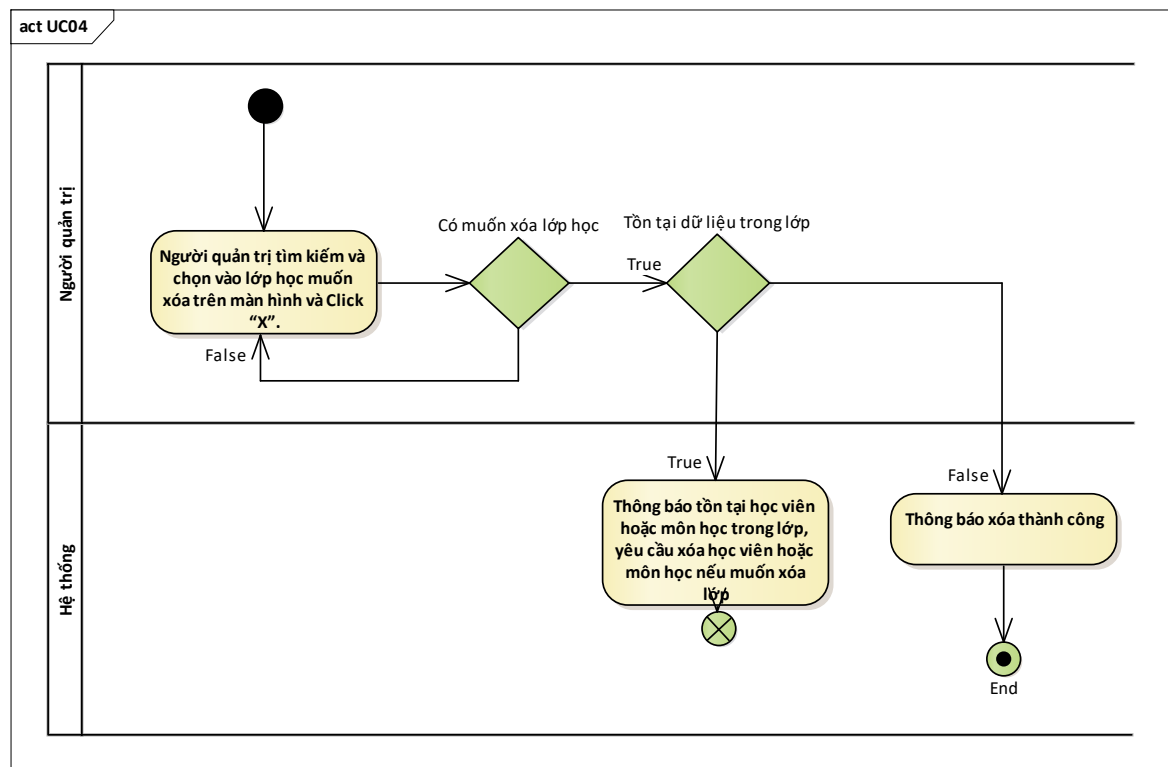 act UC04
Người quản trị
Có muốn xóa lớp học
Tồn tại dữ liệu trong lớp
Người quản trị tìm kiếm và
chọn vào lớp học muốn
xóa trên màn hình và Click
“X”.
True
False
Hệ thống
True
False
Thông báo tồn tại học viên
hoặc môn học trong lớp,
yêu cầu xóa học viên hoặc
môn học nếu muốn xóa
lớp
Thông báo xóa thành công
End